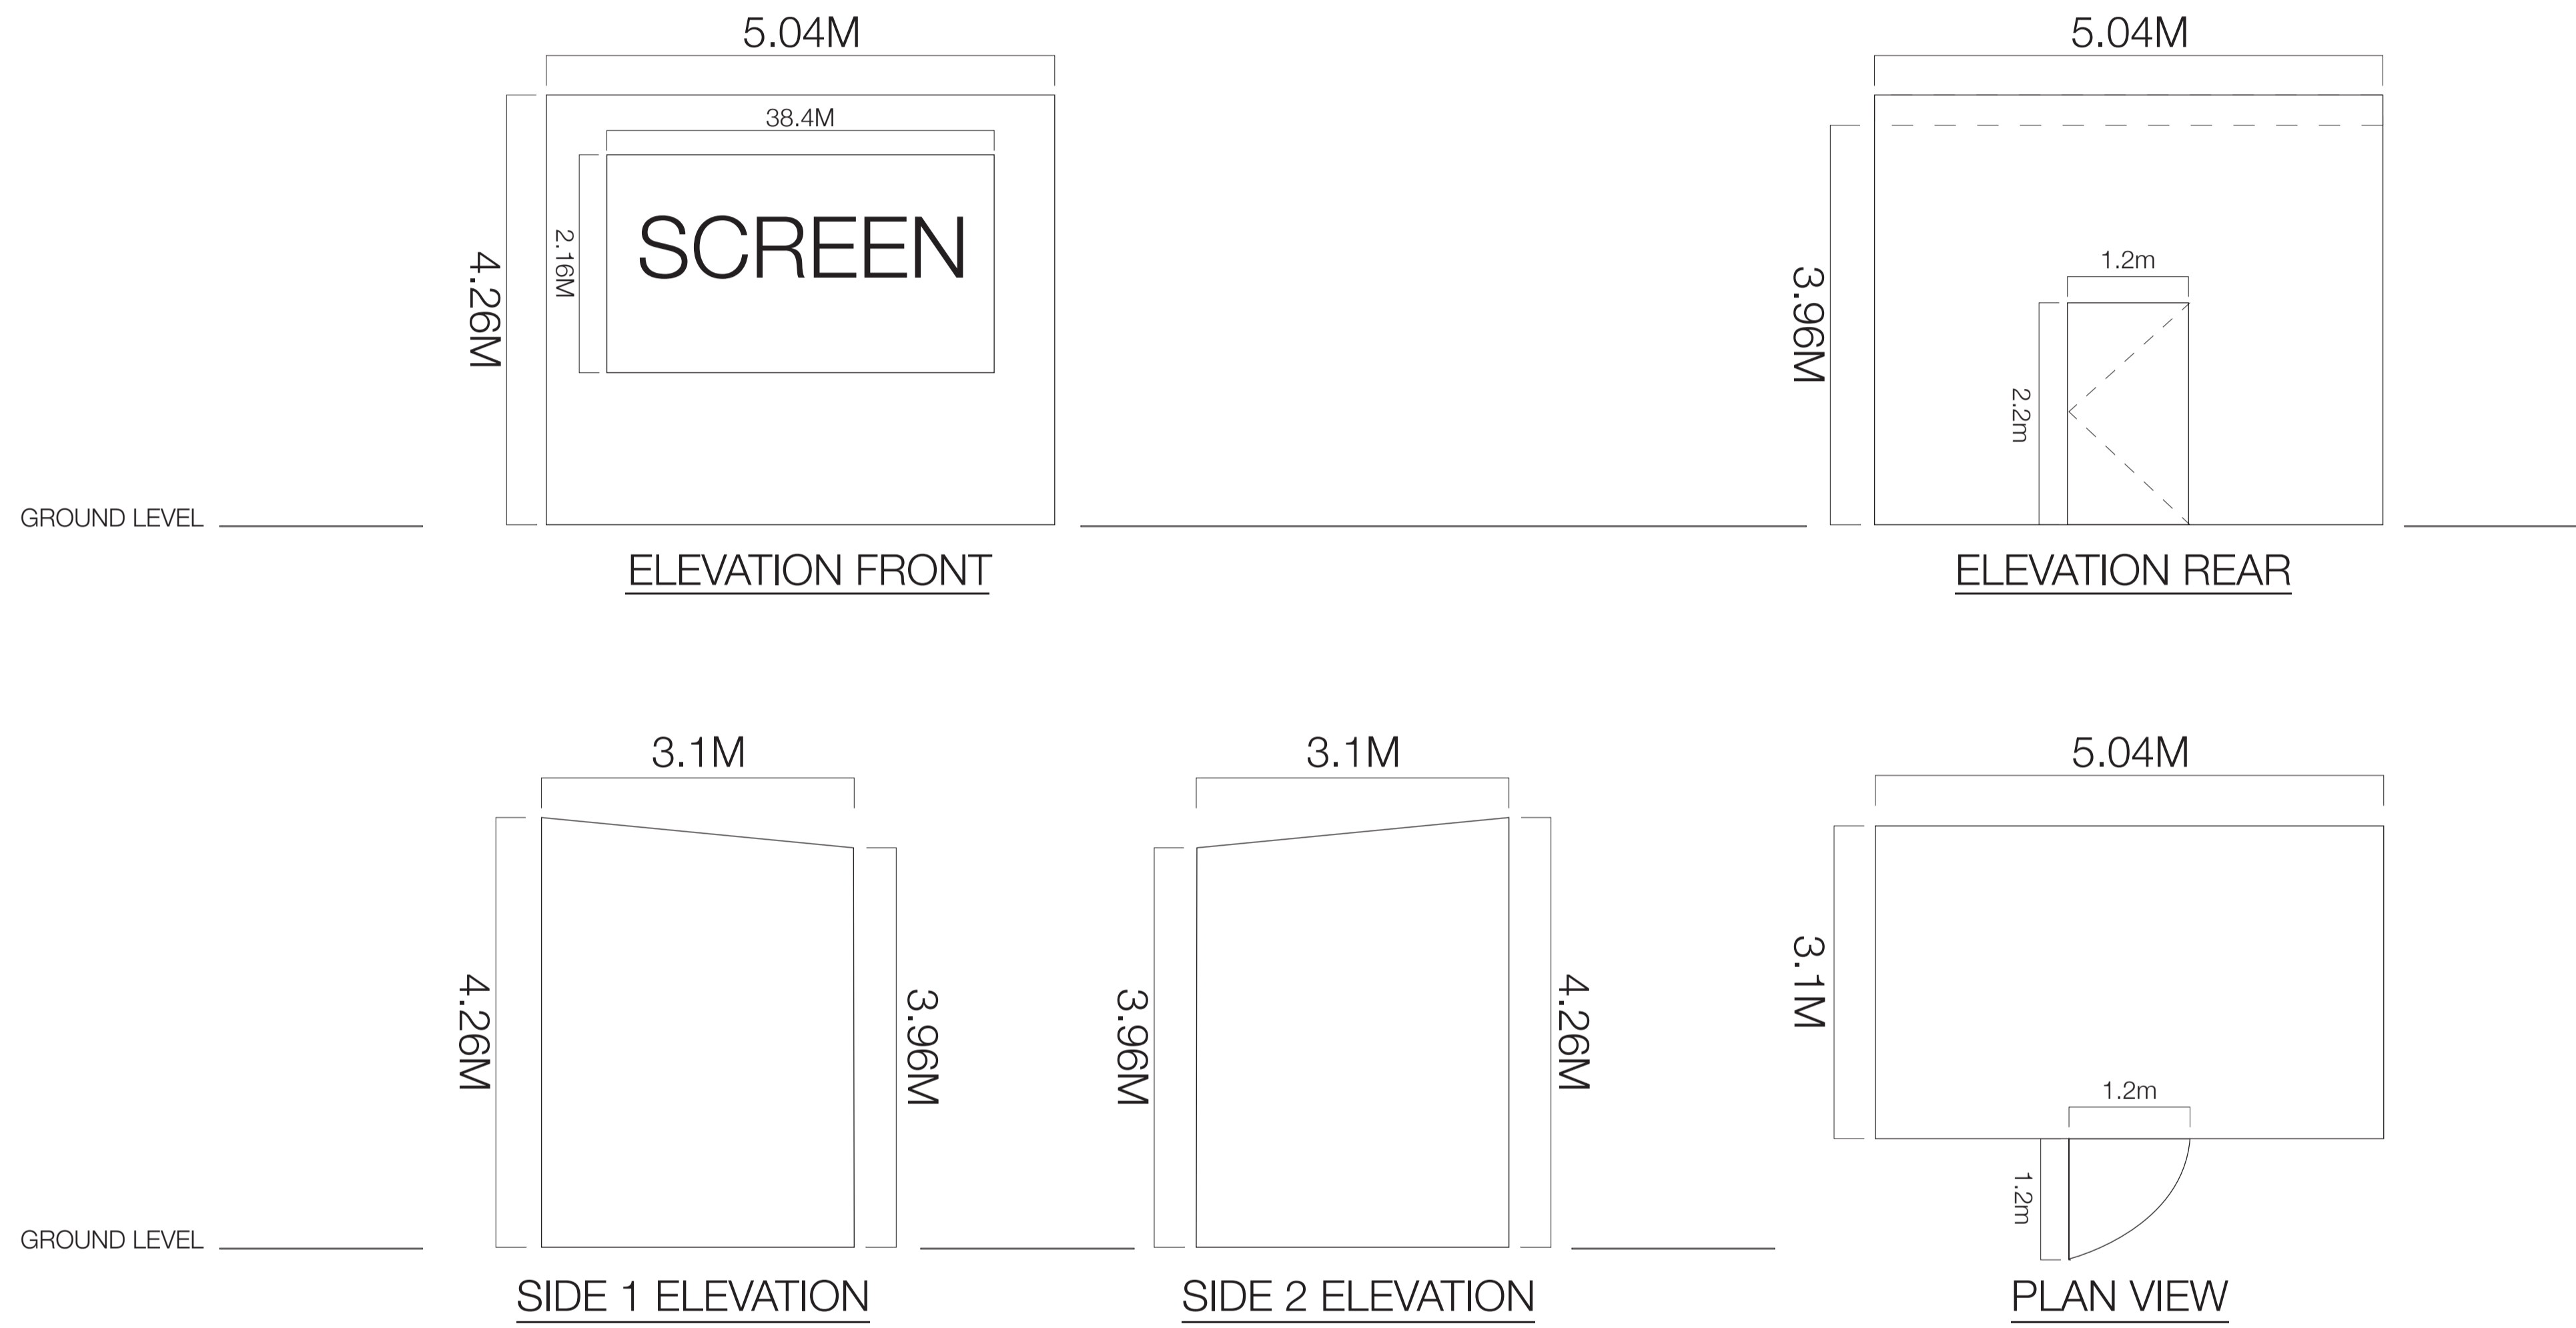 5.04M
5.04M
38.4M
SCREEN
2.16M
4.26M
3.96M
1.2m
2.2m
GROUND LEVEL
ELEVATION FRONT
ELEVATION REAR
3.1M
3.1M
5.04M
4.26M
3.96M
3.96M
4.26M
3.1M
1.2m
1.2m
GROUND LEVEL
SIDE 1 ELEVATION
SIDE 2 ELEVATION
PLAN VIEW